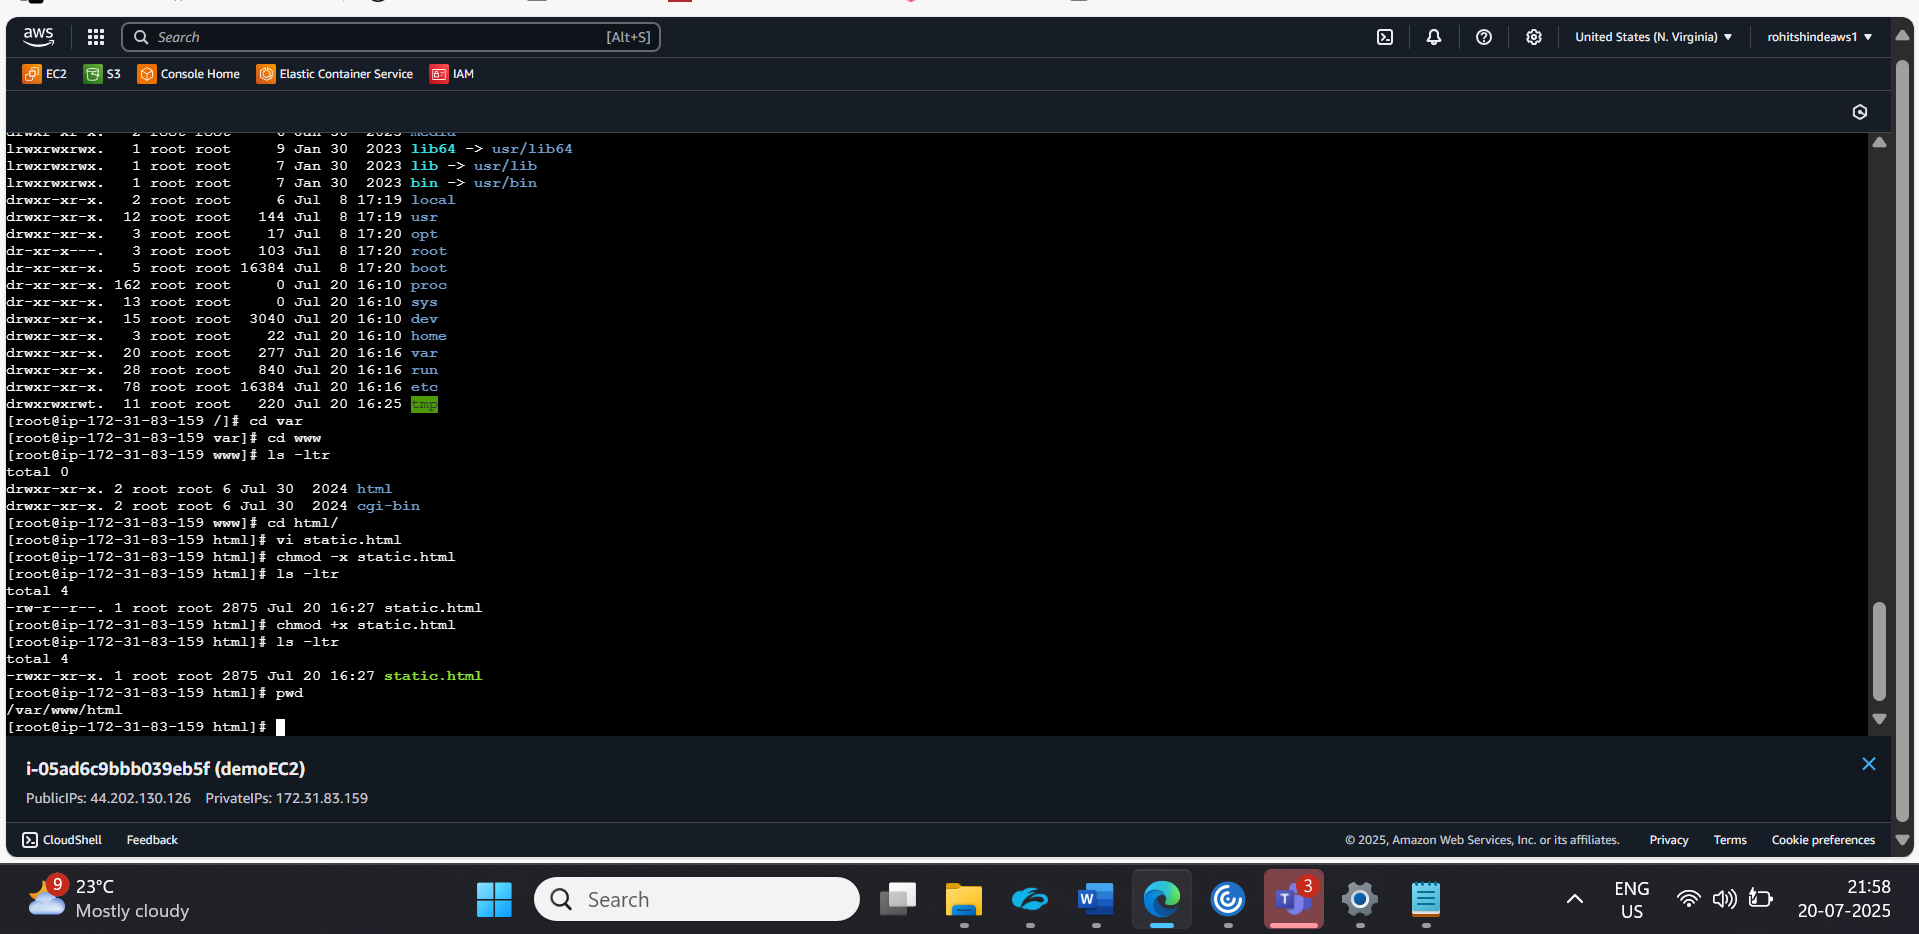 aws
Search [Alt+S]
United States (N. Virginia)
rohitshindeaws1
EC2 S3 Console Home Elastic Container Service IAM
drwxr-xr-x. 2 root root 6 Jan 30 2023 media
lrwxrwxrwx. 1 root root 9 Jan 30 2023 lib64 -> usr/lib64
lrwxrwxrwx. 1 root root 7 Jan 30 2023 lib -> usr/lib
lrwxrwxrwx. 1 root root 7 Jan 30 2023 bin -> usr/bin
drwxr-xr-x. 2 root root 6 Jul 8 17:19 local
drwxr-xr-x. 12 root root 144 Jul 8 17:19 usr
drwxr-xr-x. 3 root root 17 Jul 8 17:20 opt
dr-xr-x---. 3 root root 103 Jul 8 17:20 root
dr-xr-xr-x. 5 root root 16384 Jul 8 17:20 boot
dr-xr-xr-x. 162 root root 0 Jul 20 16:10 proc
dr-xr-xr-x. 13 root root 0 Jul 20 16:10 sys
drwxr-xr-x. 15 root root 3040 Jul 20 16:10 dev
drwxr-xr-x. 3 root root 22 Jul 20 16:10 home
drwxr-xr-x. 20 root root 277 Jul 20 16:16 var
drwxr-xr-x. 28 root root 840 Jul 20 16:16 run
drwxr-xr-x. 78 root root 16384 Jul 20 16:16 etc
drwxrwxrwt. 11 root root 220 Jul 20 16:25 tmp
[root@ip-172-31-83-159 /]# cd var
[root@ip-172-31-83-159 var]# cd www
[root@ip-172-31-83-159 www]# ls -ltr
total 0
drwxr-xr-x. 2 root root 6 Jul 30 2024 html
drwxr-xr-x. 2 root root 6 Jul 30 2024 cgi-bin
[root@ip-172-31-83-159 www]# cd html/
[root@ip-172-31-83-159 html]# vi static.html
[root@ip-172-31-83-159 html]# chmod -x static.html
[root@ip-172-31-83-159 html]# ls -ltr
total 4
-rw-r--r--. 1 root root 2875 Jul 20 16:27 static.html
[root@ip-172-31-83-159 html]# chmod +x static.html
[root@ip-172-31-83-159 html]# ls -ltr
total 4
-rwxr-xr-x. 1 root root 2875 Jul 20 16:27 static.html
[root@ip-172-31-83-159 html]# pwd
/var/www/html
[root@ip-172-31-83-159 html]#
i-05ad6c9bbb039eb5f (demoEC2)
PublicIPs: 44.202.130.126 PrivateIPs: 172.31.83.159
CloudShell Feedback © 2025, Amazon Web Services, Inc. or its affiliates. Privacy Terms Cookie preferences
9
23°C
Mostly cloudy
Search
W
T
3
ENG
US
21:58
20-07-2025